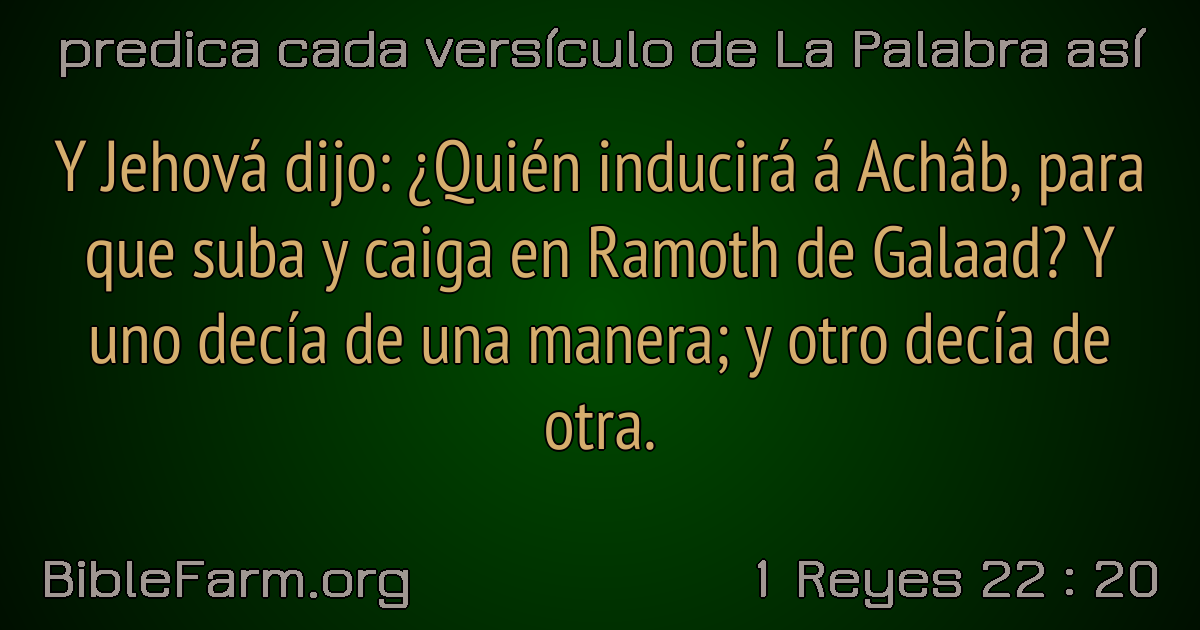 predica cada versículo de La Palabra así
Y Jehová dijo: ¿Quién inducirá á Achâb, para
que suba y caiga en Ramoth de Galaad? Y
uno decía de una manera; y otro decía de
otra.
BibleFarm.org
1 Reyes 22 : 20